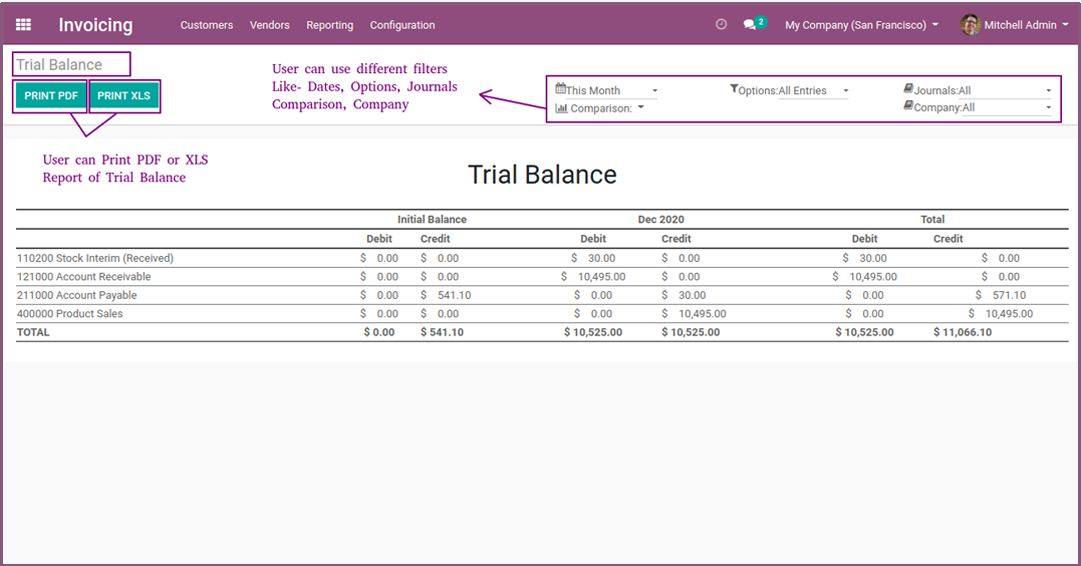 Invoicing Customers Vendors Reporting Configuration 2 My Company (San Francisco) Mitchell Admin
Trial Balance
PRINT PDF PRINT XLS
User can use different filters
Like- Dates, Options, Journals
Comparison, Company
This Month Options:All Entries Journals:All
Comparison: Company:All
User can Print PDF or XLS
Report of Trial Balance
Trial Balance
Initial Balance Dec 2020 Total
Debit Credit Debit Credit Debit Credit
110200 Stock Interim (Received) $ 0.00 $ 0.00 $ 30.00 $ 0.00 $ 30.00 $ 0.00
121000 Account Receivable $ 0.00 $ 0.00 $ 10,495.00 $ 0.00 $ 10,495.00 $ 0.00
211000 Account Payable $ 0.00 $ 541.10 $ 0.00 $ 30.00 $ 0.00 $ 571.10
400000 Product Sales $ 0.00 $ 0.00 $ 0.00 $ 10,495.00 $ 0.00 $ 10,495.00
TOTAL $ 0.00 $ 541.10 $ 10,525.00 $ 10,525.00 $ 10,525.00 $ 11,066.10